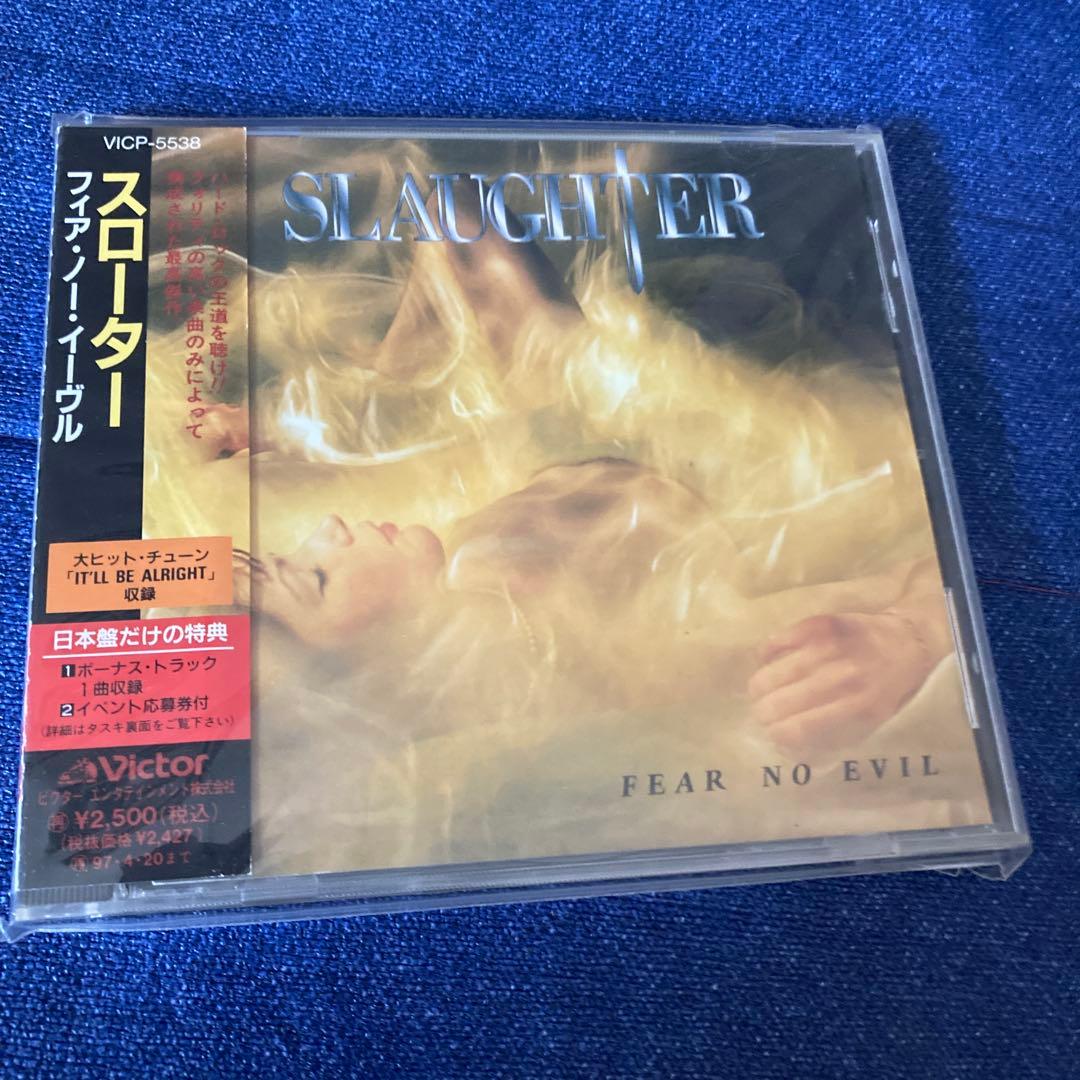 VICP-5538
スローター
フィア・ノー・イーヴル
ハード・ロックの王道を聴け!!
クォリティの高い楽曲のみによって
構成された最高傑作
SLAUGHTER
大ヒット・チューン
「IT'LL BE ALRIGHT」
収録
日本盤だけの特典
1 ボーナス・トラック
1曲収録
2 イベント応募券付
(詳細はタスキ裏面をご覧下さい)
Victor
ビクター エンタテインメント株式会社
再 ¥2,500(税込)
(税抜価格¥2,427)
再 97・4・20まで
FEAR NO EVIL